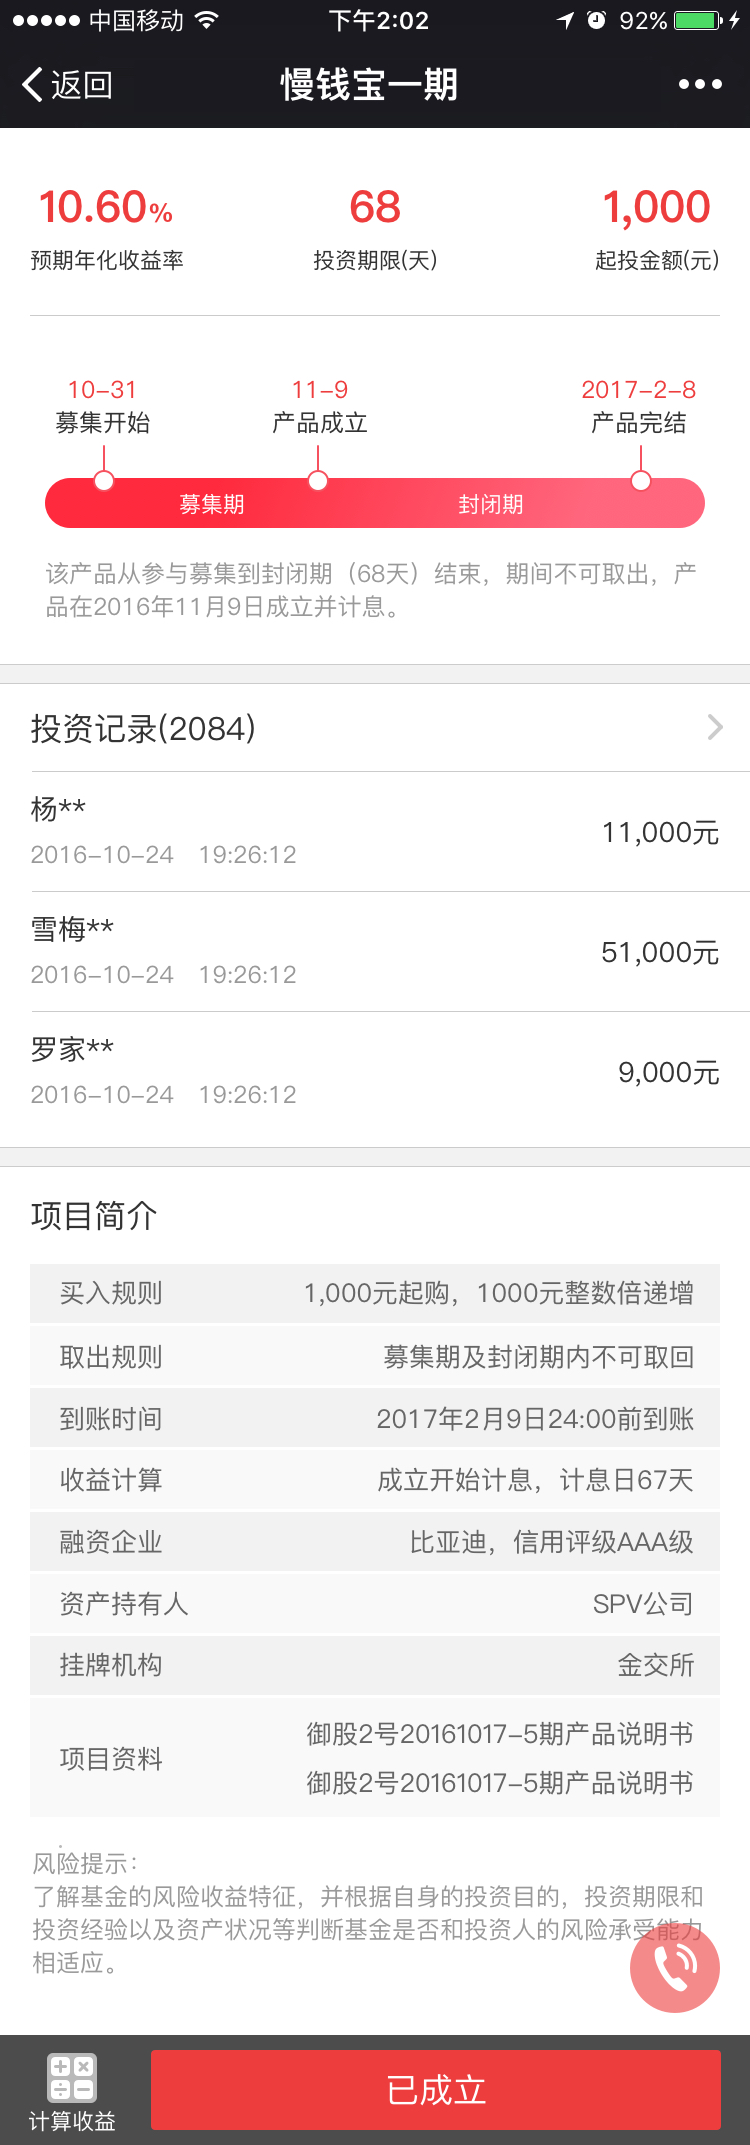 中国移动 下午2:02 92%
返回 慢钱宝一期
10.60% 68 1,000
预期年化收益率 投资期限(天) 起投金额(元)
10-31 11-9 2017-2-8
募集开始 产品成立 产品完结
募集期 封闭期
该产品从参与募集到封闭期（68天）结束，期间不可取出，产
品在2016年11月9日成立并计息。
投资记录(2084)
杨**
11,000元
2016-10-24 19:26:12
雪梅**
51,000元
2016-10-24 19:26:12
罗家**
9,000元
2016-10-24 19:26:12
项目简介
买入规则 1,000元起购，1000元整数倍递增
取出规则 募集期及封闭期内不可取回
到账时间 2017年2月9日24:00前到账
收益计算 成立开始计息，计息日67天
融资企业 比亚迪，信用评级AAA级
资产持有人 SPV公司
挂牌机构 金交所
项目资料 御股2号20161017-5期产品说明书
御股2号20161017-5期产品说明书
风险提示：
了解基金的风险收益特征，并根据自身的投资目的，投资期限和
投资经验以及资产状况等判断基金是否和投资人的风险承受能力
相适应。
计算收益 已成立